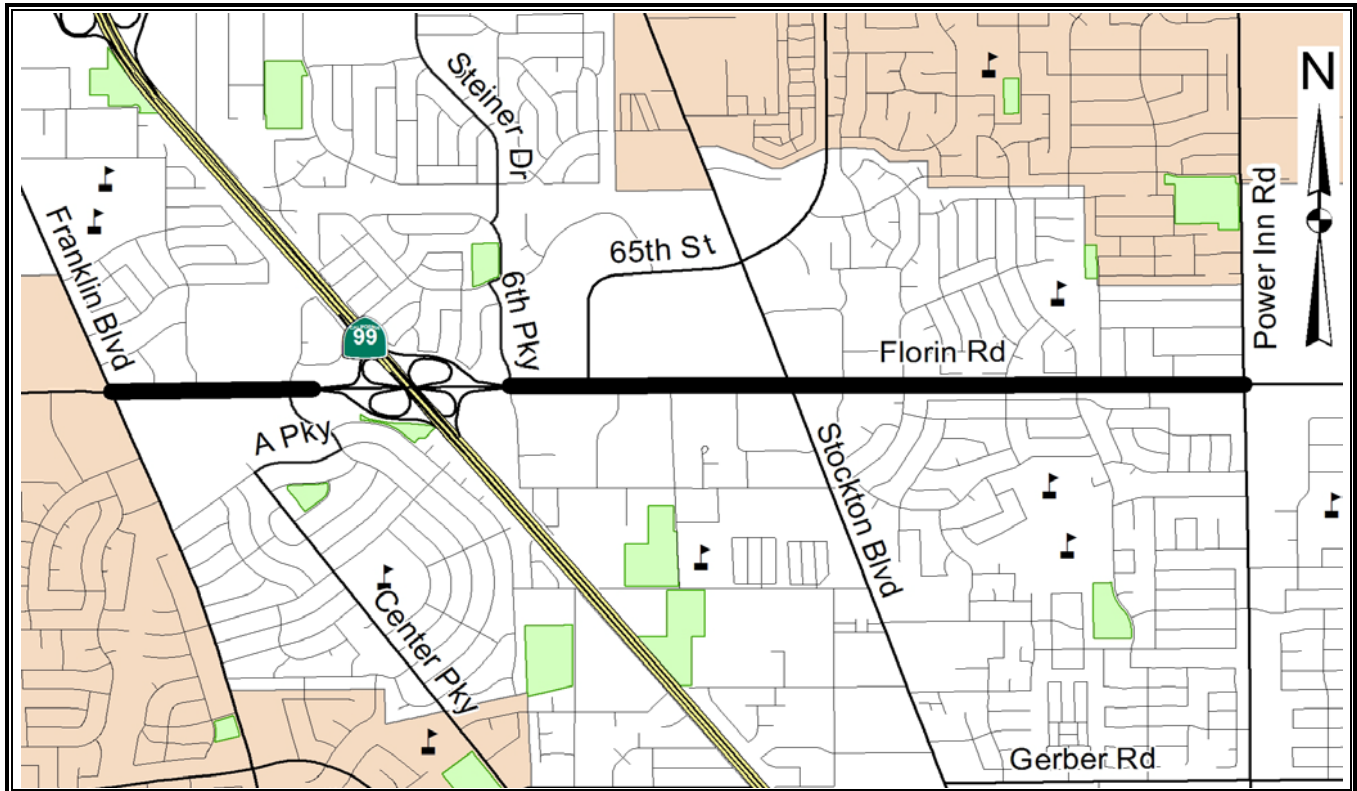 N
Steiner Dr
Franklin Blvd
65th St
6th Pky
Power Inn Rd
99
Florin Rd
A Pky
Stockton Blvd
Center Pky
Gerber Rd